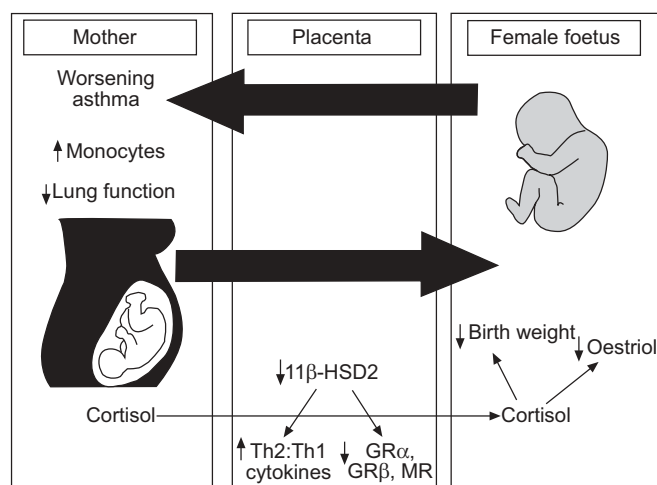 Mother
Placenta
Female foetus
Worsening
asthma
↑ Monocytes
↓ Lung function
↓ Birth weight
↓ Oestriol
↓ 11β-HSD2
Cortisol
Cortisol
↑ Th2:Th1
cytokines
↓ GRα,
GRβ, MR